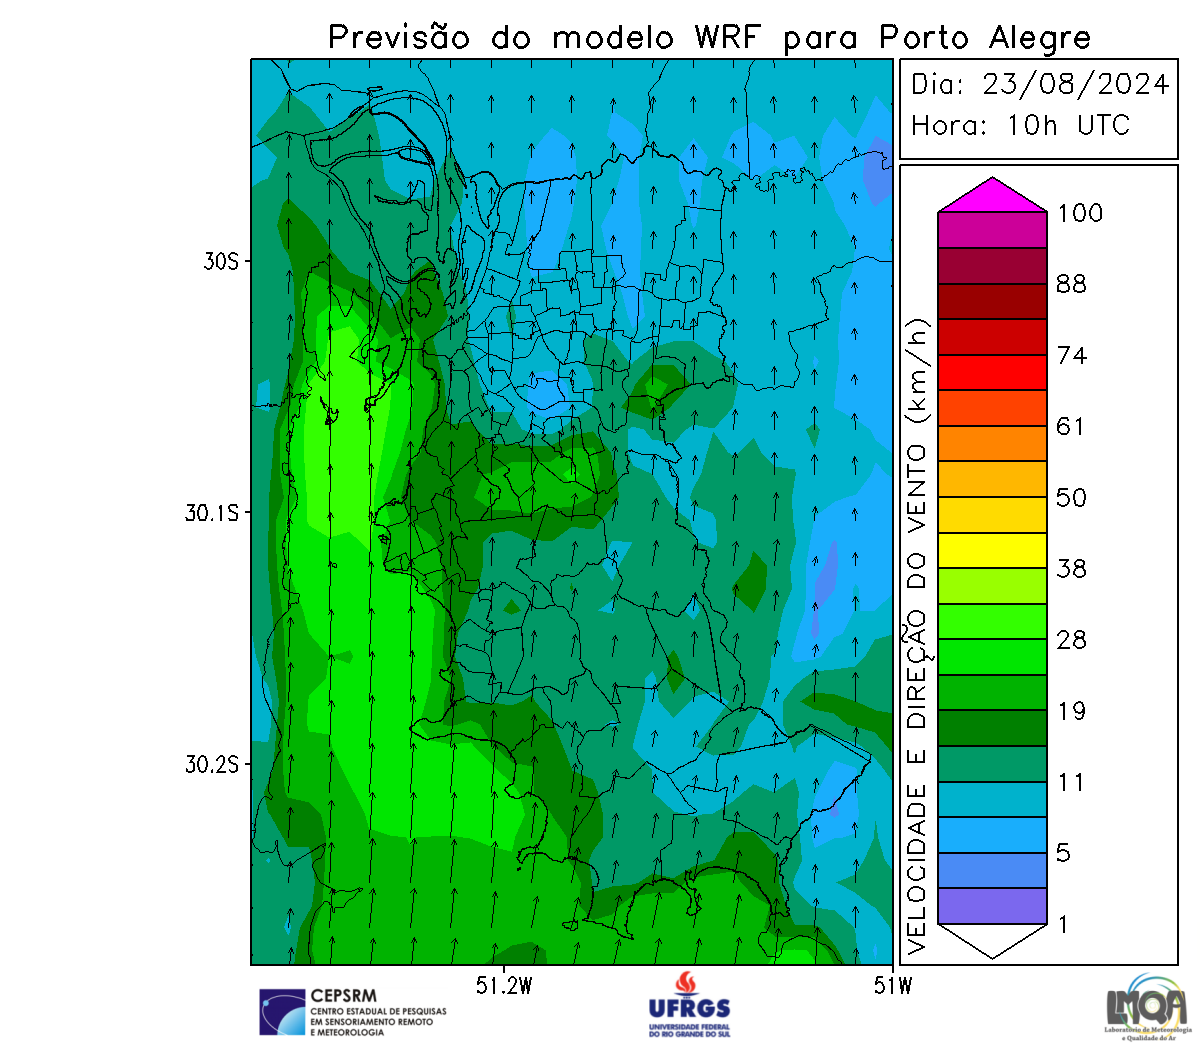 Previsão do modelo WRF para Porto Alegre
Dia: 23/08/2024
Hora: 10h UTC
30S
30.1S
30.2S
51.2W
51W
VELOCIDADE E DIREÇÃO DO VENTO (km/h)
100
88
74
61
50
38
28
19
11
5
1
CEPSRM
CENTRO ESTADUAL DE PESQUISAS
EM SENSORIAMENTO REMOTO
E METEOROLOGIA
UFRGS
UNIVERSIDADE FEDERAL
DO RIO GRANDE DO SUL
LMQA
Laboratório de Meteorologia
e Qualidade do Ar